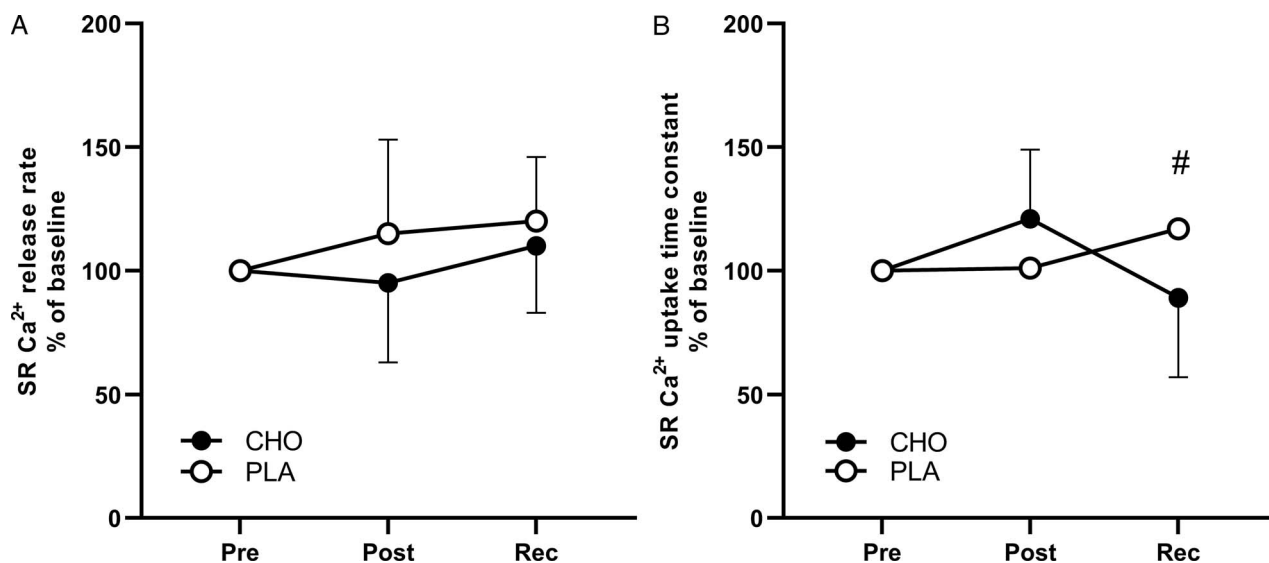 A
SR Ca²⁺ release rate
% of baseline
200
150
100
50
0
CHO
PLA
Pre Post Rec
B
SR Ca²⁺ uptake time constant
% of baseline
200
150
100
50
0
#
CHO
PLA
Pre Post Rec